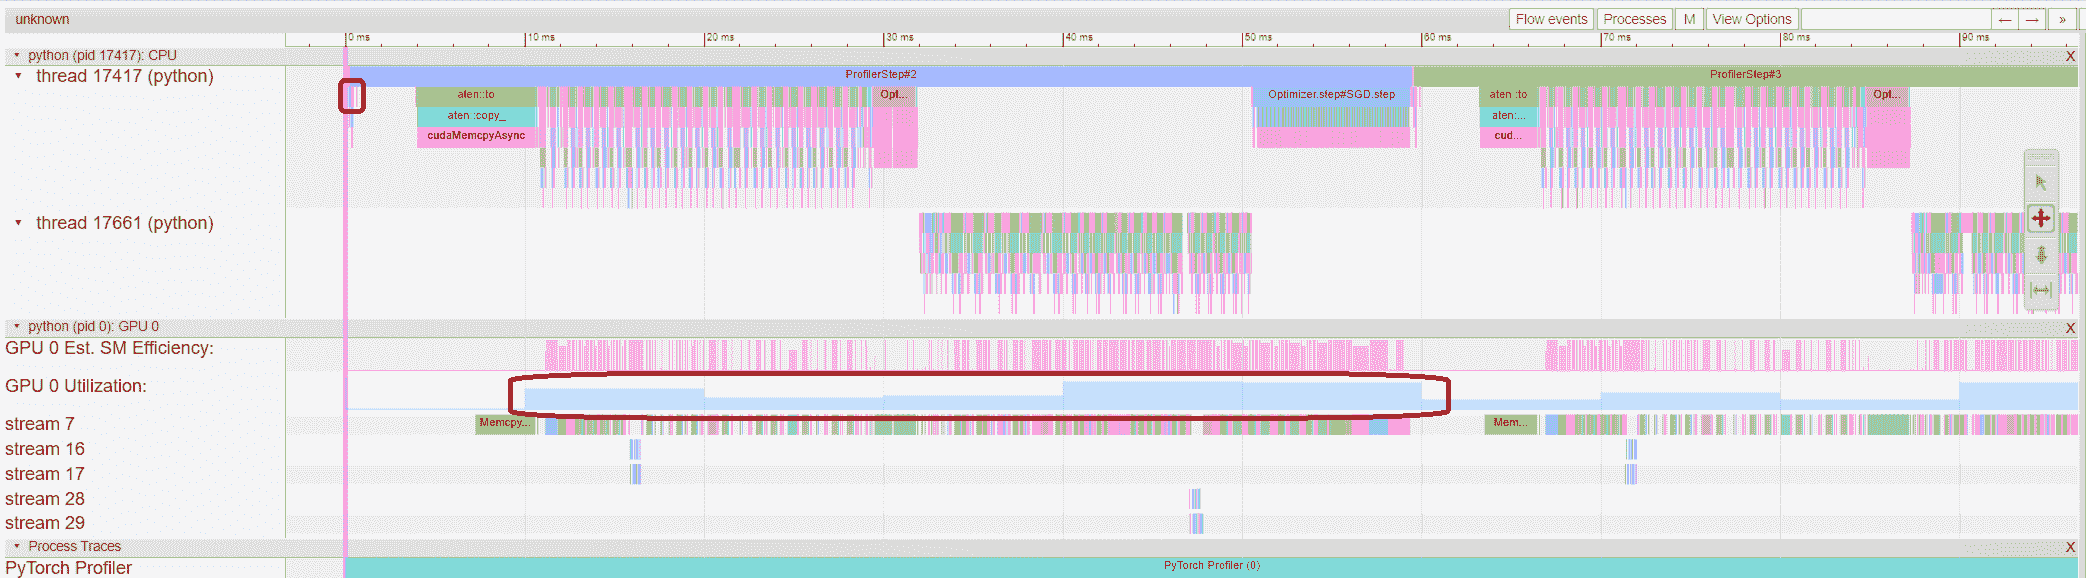 unknown
Flow events Processes M View Options ← → »
0 ms 10 ms 20 ms 30 ms 40 ms 50 ms 60 ms 70 ms 80 ms 90 ms
python (pid 17417): CPU X
thread 17417 (python) ProfilerStep#2 ProfilerStep#3
aten::to Opt... Optimizer.step#SGD.step aten :to Opt...
aten :copy_ aten:...
cudaMemcpyAsync cud...
thread 17661 (python)
python (pid 0): GPU 0 X
GPU 0 Est. SM Efficiency:
GPU 0 Utilization:
stream 7 Memcpy... Mem...
stream 16
stream 17
stream 28
stream 29
Process Traces X
PyTorch Profiler PyTorch Profiler (0)